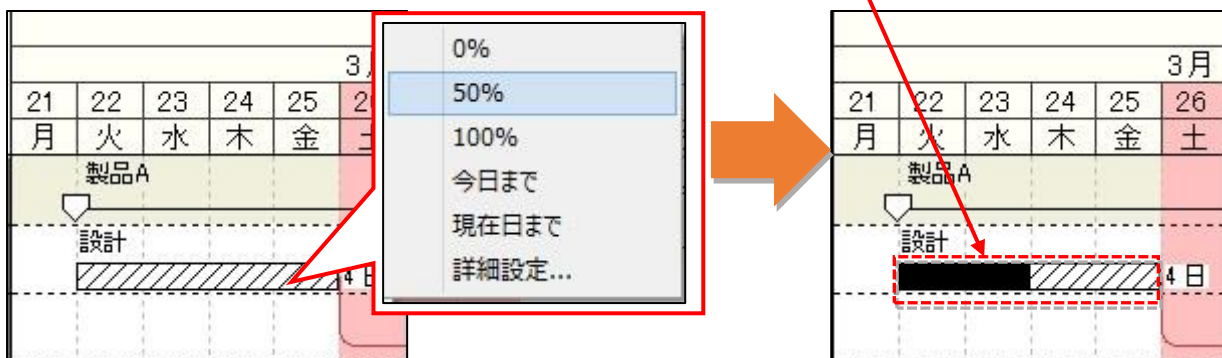 3月
21 22 23 24 25 2
月 火 水 木 金
製品A
設計
4
0%
50%
100%
今日まで
現在日まで
詳細設定...
3月
21 22 23 24 25 26
月 火 水 木 金 土
製品A
設計
4 日